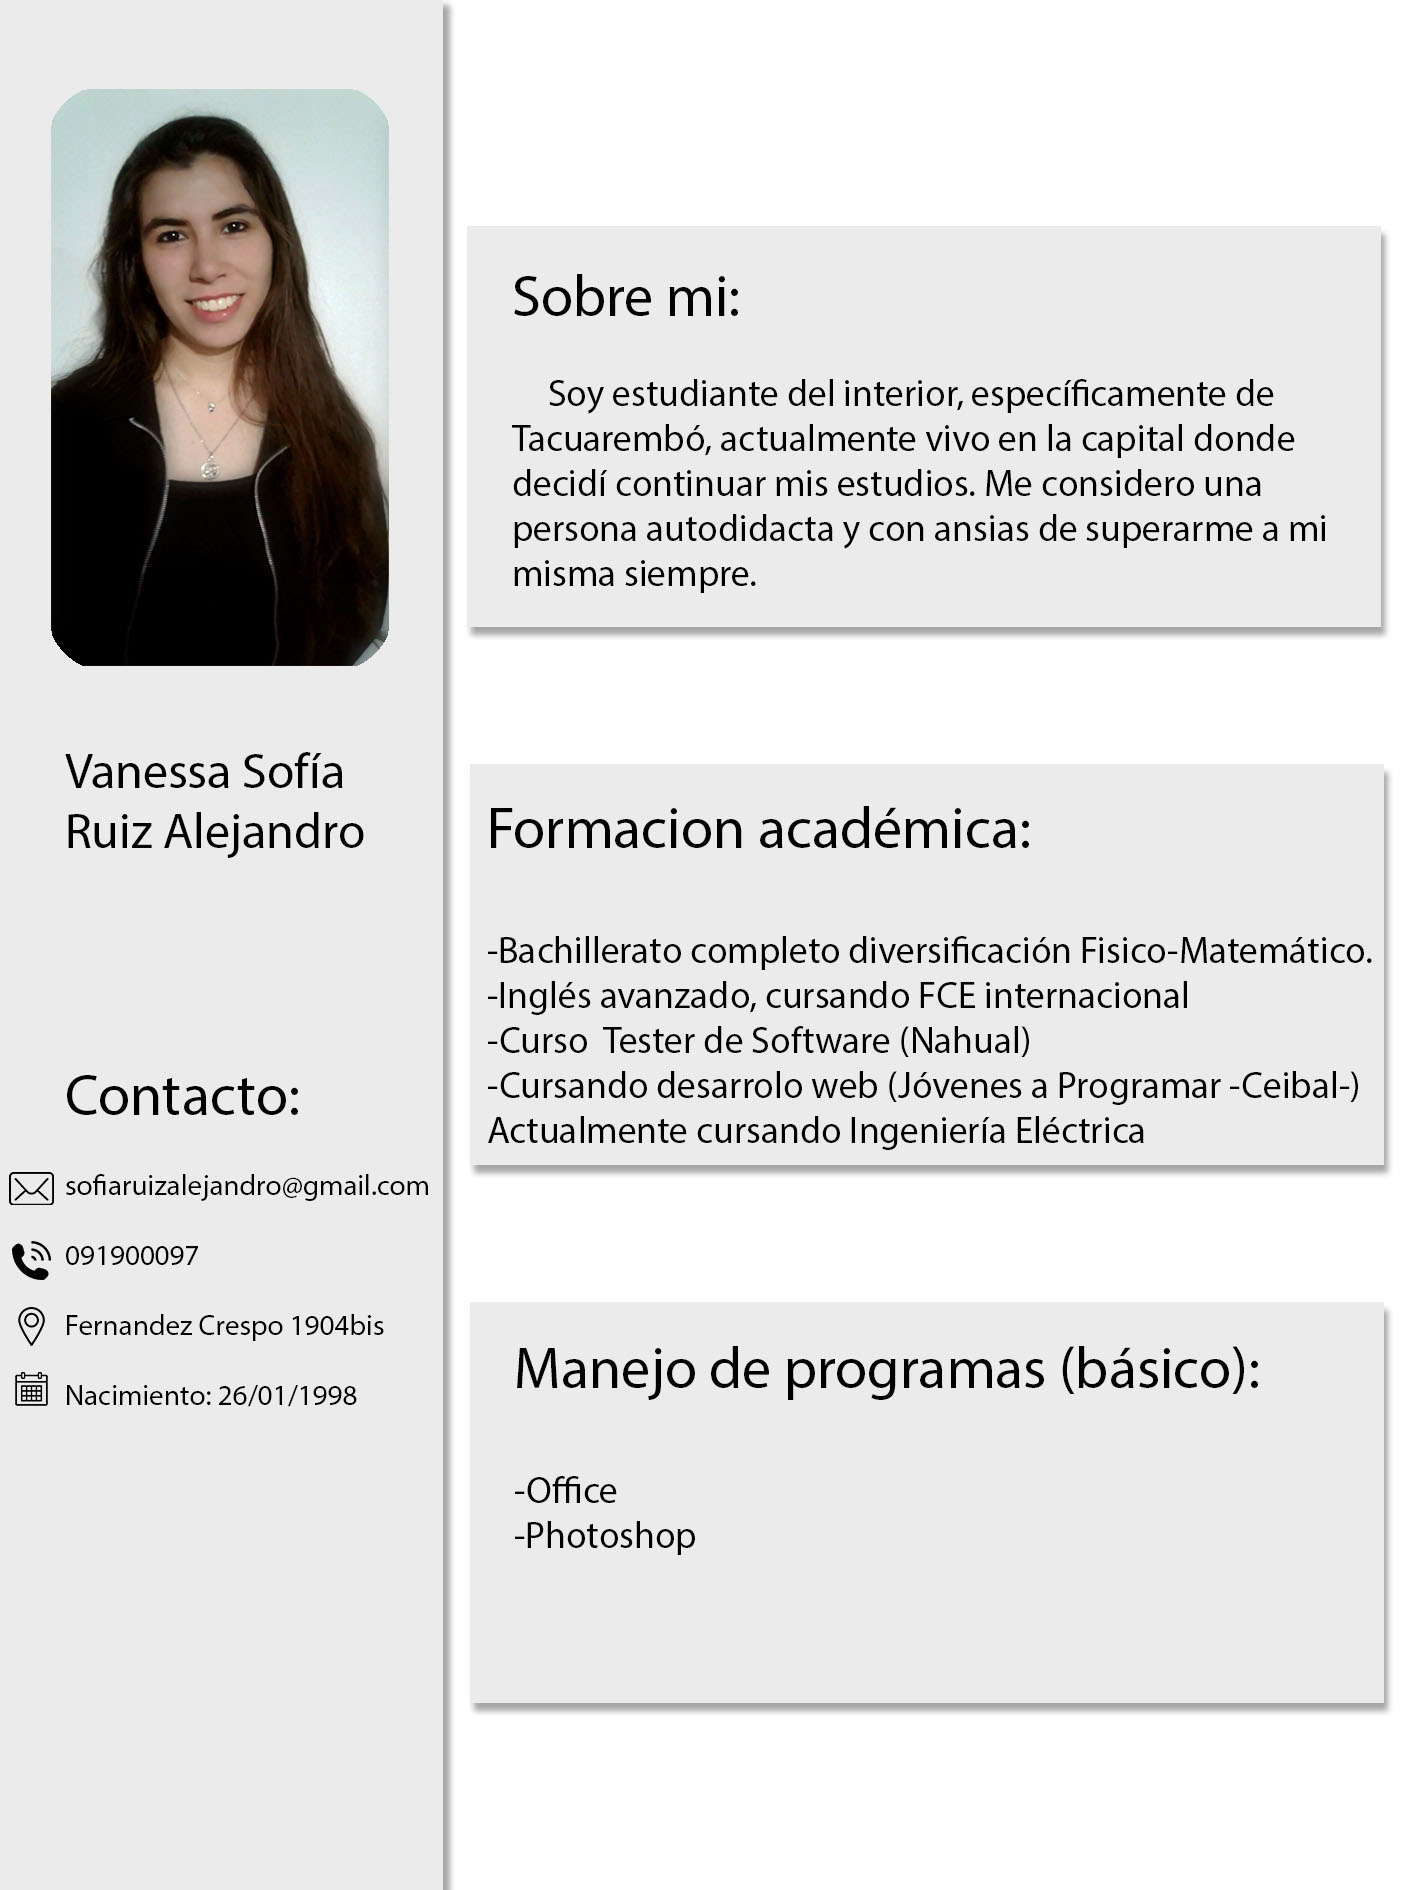 Vanessa Sofía
Ruiz Alejandro
Contacto:
sofiaruizalejandro@gmail.com
091900097
Fernandez Crespo 1904bis
Nacimiento: 26/01/1998
Sobre mi:
Soy estudiante del interior, específicamente de
Tacuarembó, actualmente vivo en la capital donde
decidí continuar mis estudios. Me considero una
persona autodidacta y con ansias de superarme a mi
misma siempre.
Formacion académica:
-Bachillerato completo diversificación Fisico-Matemático.
-Inglés avanzado, cursando FCE internacional
-Curso  Tester de Software (Nahual)
-Cursando desarrolo web (Jóvenes a Programar -Ceibal-)
Actualmente cursando Ingeniería Eléctrica
Manejo de programas (básico):
-Office
-Photoshop